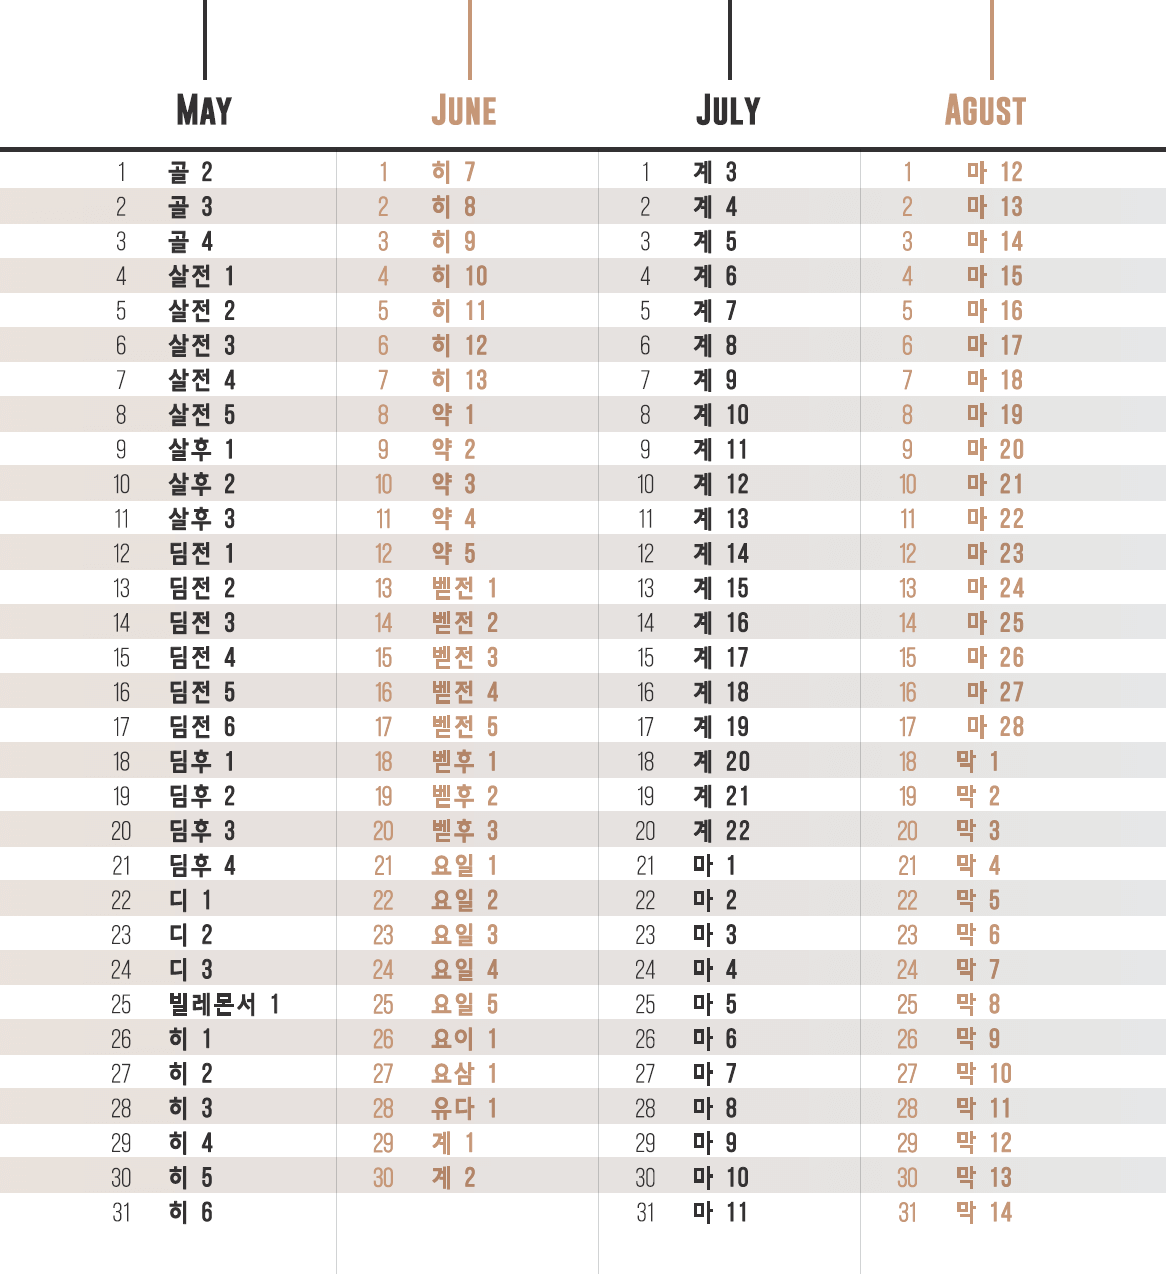 MAY JUNE JULY AGUST
1 골 2 1 히 7 1 계 3 1 마 12
2 골 3 2 히 8 2 계 4 2 마 13
3 골 4 3 히 9 3 계 5 3 마 14
4 살전 1 4 히 10 4 계 6 4 마 15
5 살전 2 5 히 11 5 계 7 5 마 16
6 살전 3 6 히 12 6 계 8 6 마 17
7 살전 4 7 히 13 7 계 9 7 마 18
8 살전 5 8 약 1 8 계 10 8 마 19
9 살후 1 9 약 2 9 계 11 9 마 20
10 살후 2 10 약 3 10 계 12 10 마 21
11 살후 3 11 약 4 11 계 13 11 마 22
12 딤전 1 12 약 5 12 계 14 12 마 23
13 딤전 2 13 벧전 1 13 계 15 13 마 24
14 딤전 3 14 벧전 2 14 계 16 14 마 25
15 딤전 4 15 벧전 3 15 계 17 15 마 26
16 딤전 5 16 벧전 4 16 계 18 16 마 27
17 딤전 6 17 벧전 5 17 계 19 17 마 28
18 딤후 1 18 벧후 1 18 계 20 18 막 1
19 딤후 2 19 벧후 2 19 계 21 19 막 2
20 딤후 3 20 벧후 3 20 계 22 20 막 3
21 딤후 4 21 요일 1 21 마 1 21 막 4
22 디 1 22 요일 2 22 마 2 22 막 5
23 디 2 23 요일 3 23 마 3 23 막 6
24 디 3 24 요일 4 24 마 4 24 막 7
25 빌레몬서 1 25 요일 5 25 마 5 25 막 8
26 히 1 26 요이 1 26 마 6 26 막 9
27 히 2 27 요삼 1 27 마 7 27 막 10
28 히 3 28 유다 1 28 마 8 28 막 11
29 히 4 29 계 1 29 마 9 29 막 12
30 히 5 30 계 2 30 마 10 30 막 13
31 히 6 31 마 11 31 막 14